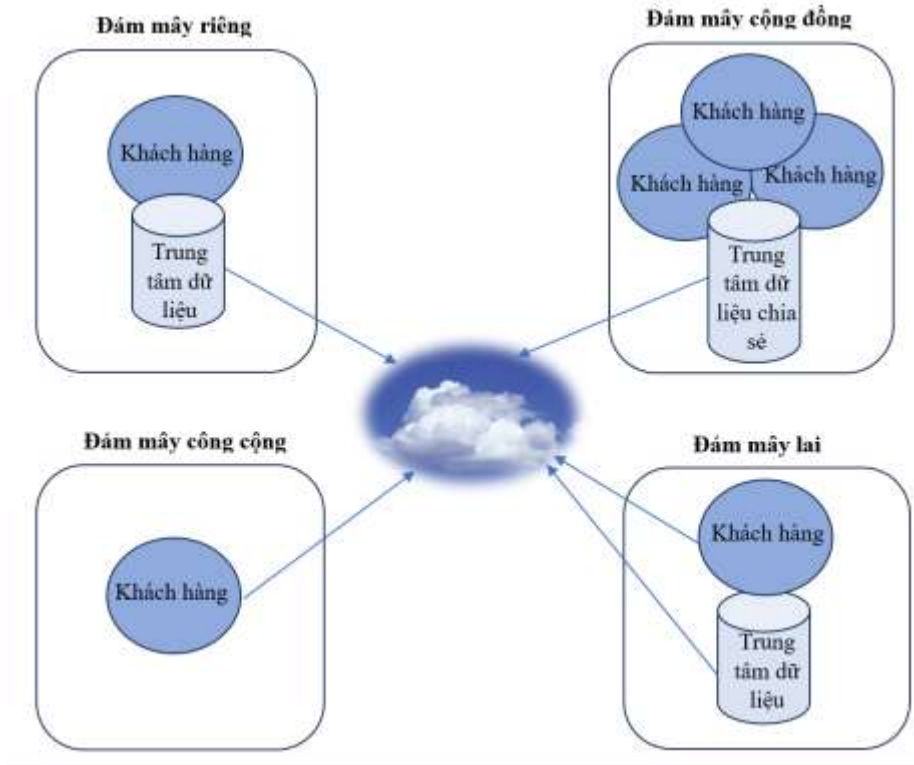 Đám mây riêng
Khách hàng
Trung
tâm dữ
liệu
Đám mây cộng đồng
Khách hàng
Khách hàng
Khách hàng
Trung
tâm dữ
liệu chia
sẻ
Đám mây công cộng
Khách hàng
Đám mây lai
Khách hàng
Trung
tâm dữ
liệu